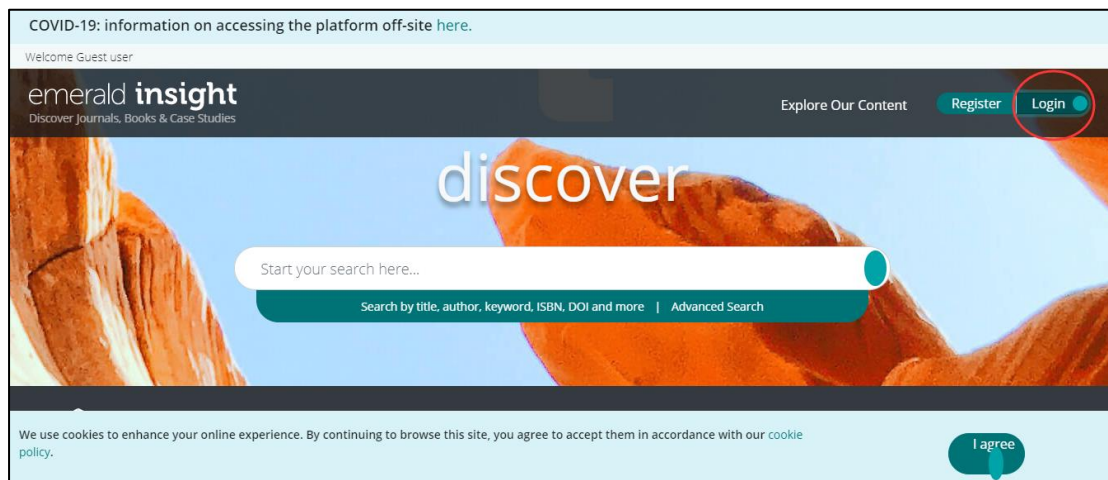 COVID-19: information on accessing the platform off-site here.
Welcome Guest user
emerald insight
Discover Journals, Books & Case Studies
Explore Our Content
Register
Login
discover
Start your search here...
Search by title, author, keyword, ISBN, DOI and more | Advanced Search
We use cookies to enhance your online experience. By continuing to browse this site, you agree to accept them in accordance with our cookie
policy.
I agree